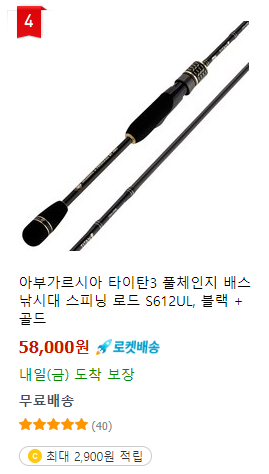 4
아부가르시아 타이탄3 풀체인지 배스
낚시대 스피닝 로드 S612UL, 블랙 +
골드
58,000원 로켓배송
내일(금) 도착 보장
무료배송
(40)
C 최대 2,900원 적립